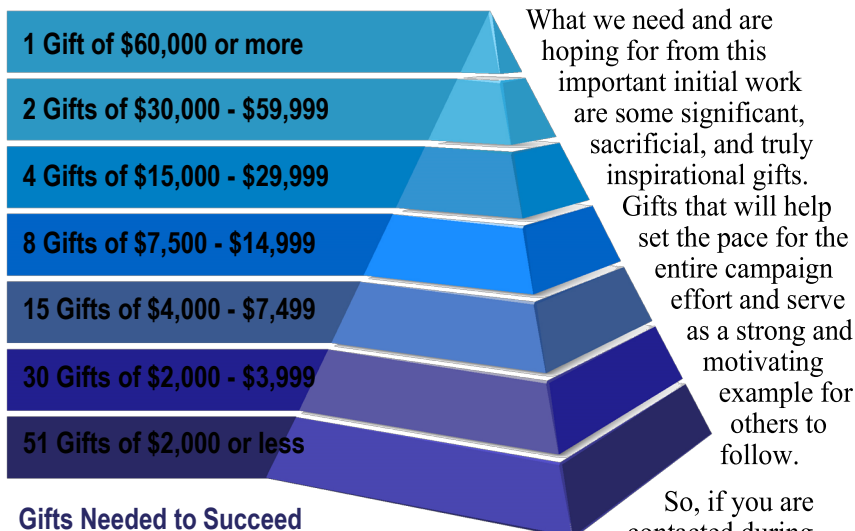 1 Gift of $60,000 or more
2 Gifts of $30,000 - $59,999
4 Gifts of $15,000 - $29,999
8 Gifts of $7,500 - $14,999
15 Gifts of $4,000 - $7,499
30 Gifts of $2,000 - $3,999
51 Gifts of $2,000 or less
Gifts Needed to Succeed
What we need and are
hoping for from this
important initial work
are some significant,
sacrificial, and truly
inspirational gifts.
Gifts that will help
set the pace for the
entire campaign
effort and serve
as a strong and
motivating
example for
others to
follow.
So, if you are
contacted during